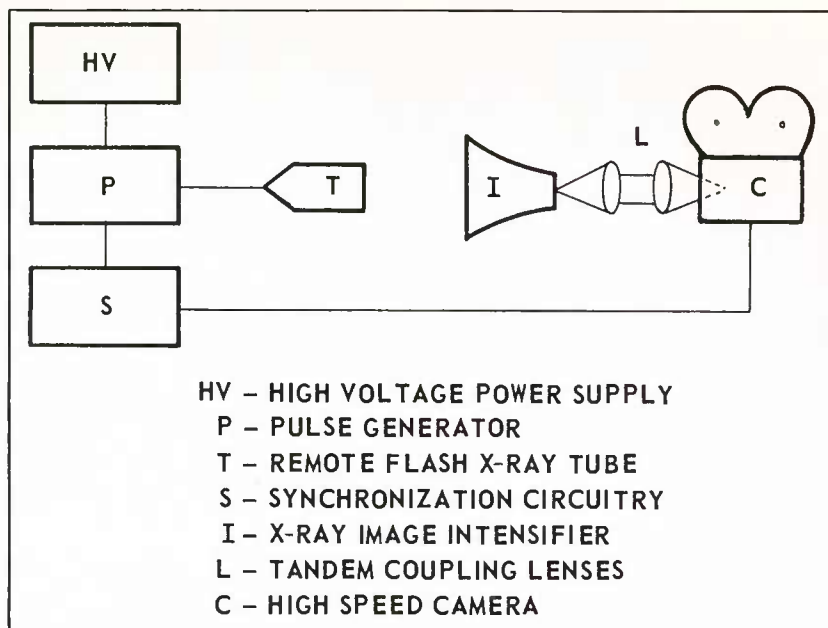 HV
P
T
I
L
C
S
HV – HIGH VOLTAGE POWER SUPPLY
P – PULSE GENERATOR
T – REMOTE FLASH X-RAY TUBE
S – SYNCHRONIZATION CIRCUITRY
I – X-RAY IMAGE INTENSIFIER
L – TANDEM COUPLING LENSES
C – HIGH SPEED CAMERA